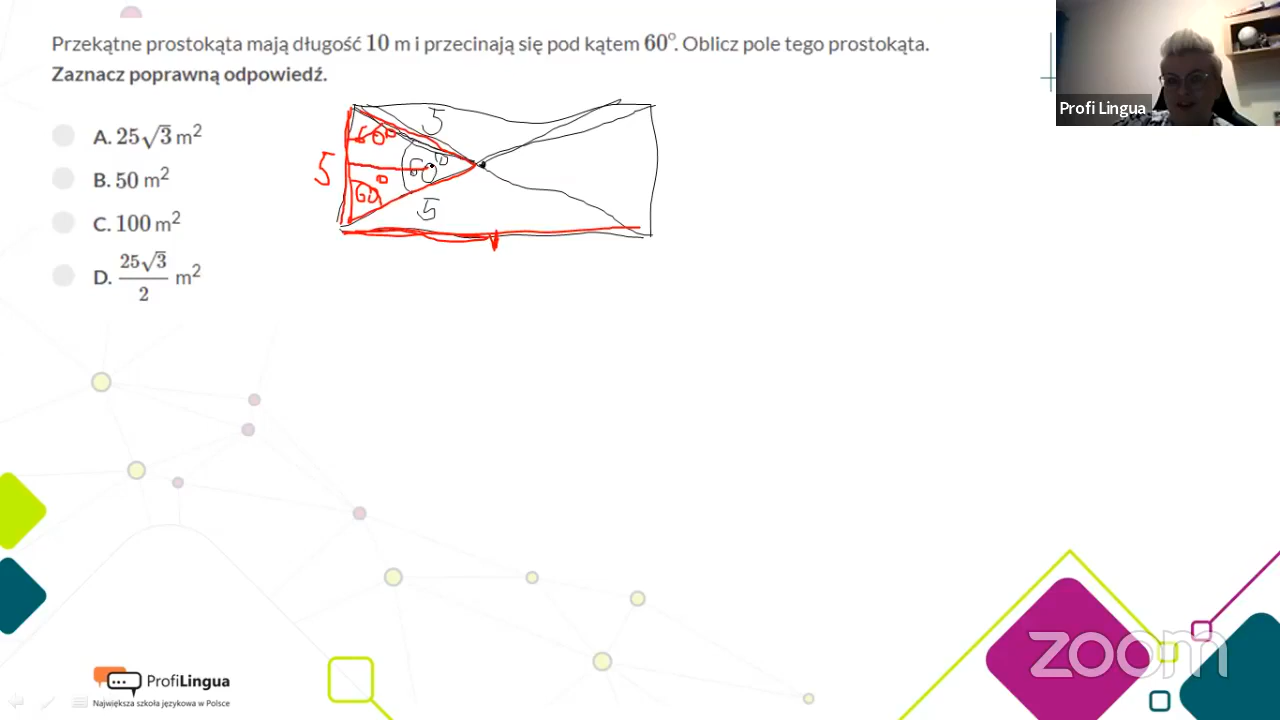 Przekątne prostokąta mają długość 10 m i przecinają się pod kątem 60°. Oblicz pole tego prostokąta.
Zaznacz poprawną odpowiedź.
A. 25√3 m²
B. 50 m²
C. 100 m²
D. 25√3/2 m²
5
60°
5
60°
60°
5
Profi Lingua
ProfiLingua
Największa szkoła językowa w Polsce
zoom